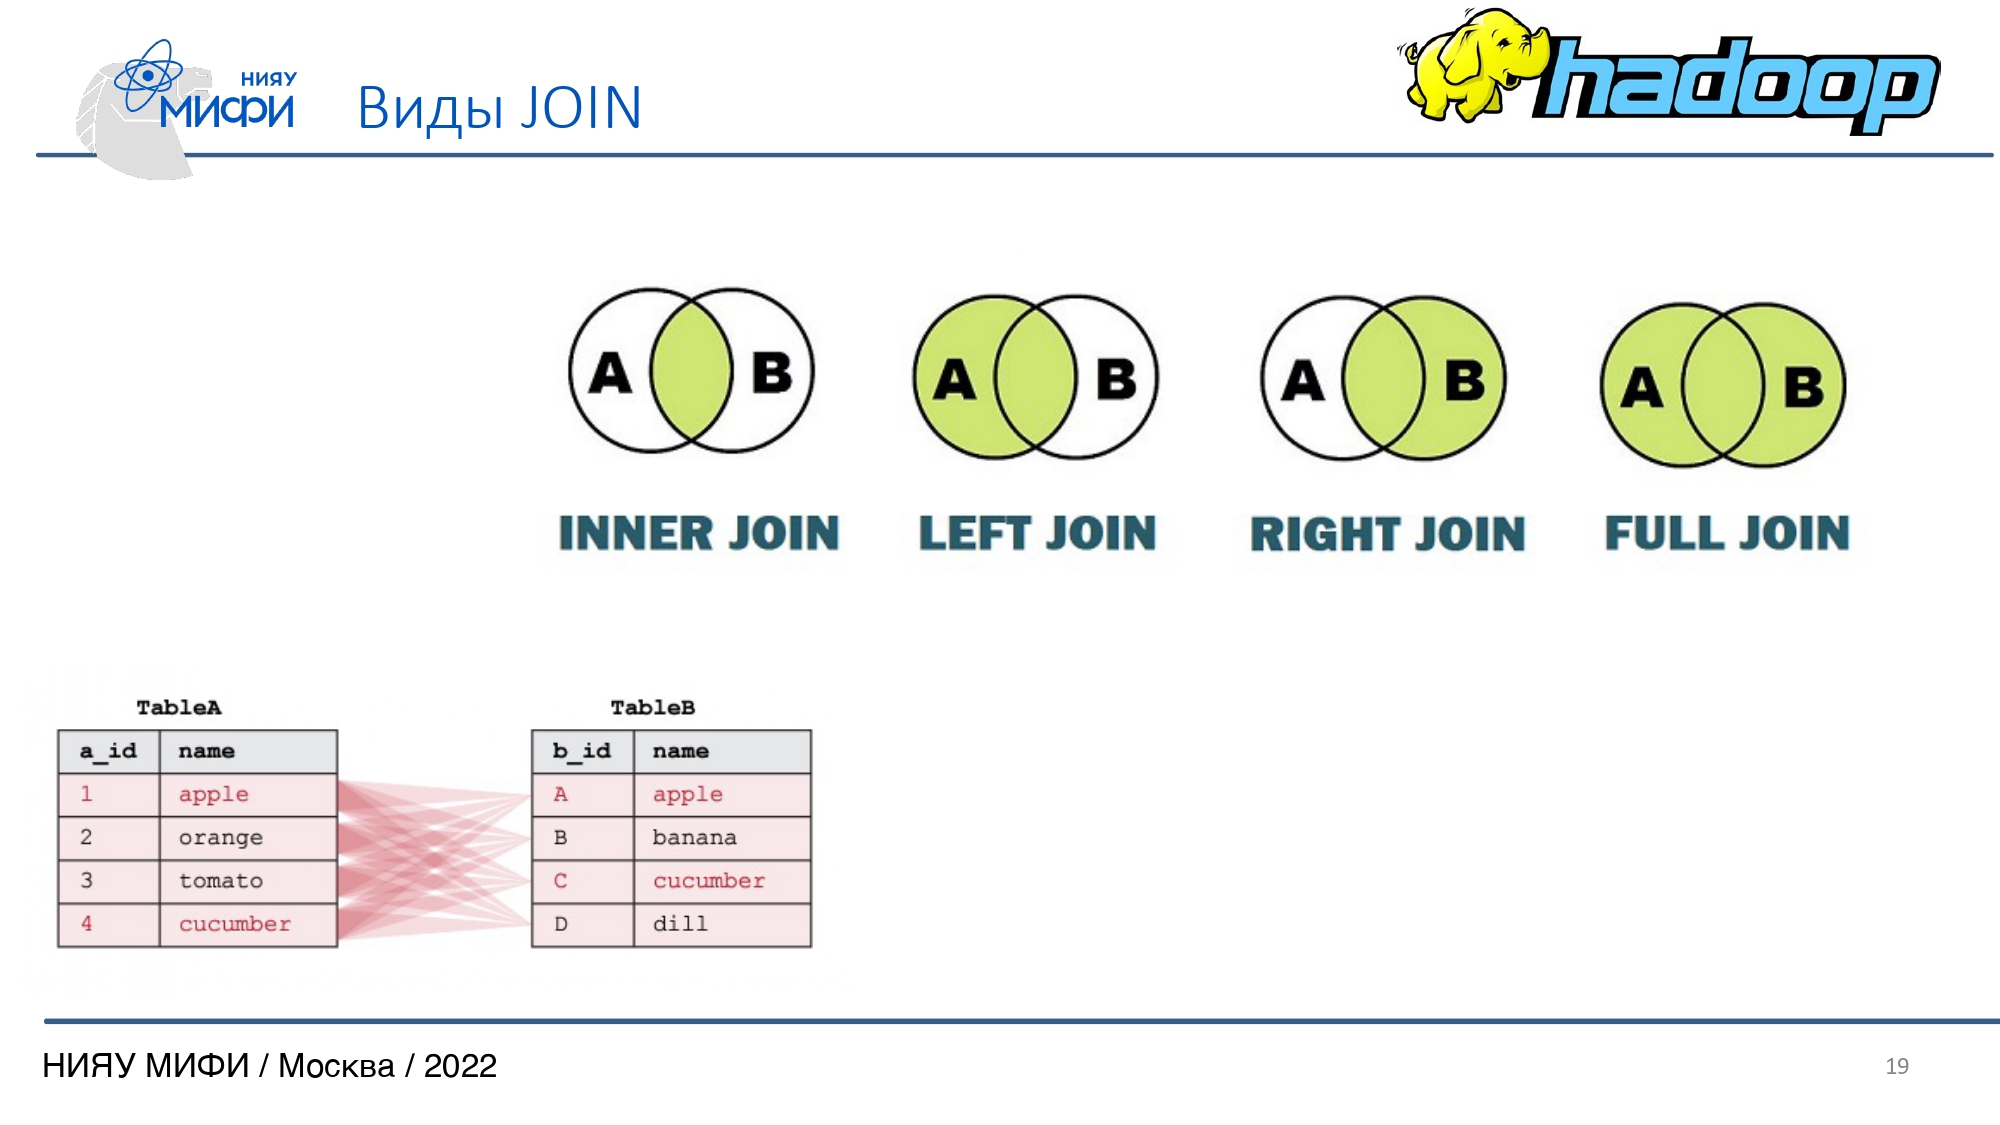 НИЯУ
МИФИ
Виды JOIN
hadoop
A B
A B
A B
A B
INNER JOIN
LEFT JOIN
RIGHT JOIN
FULL JOIN
TableA
a_id name
1 apple
2 orange
3 tomato
4 cucumber
TableB
b_id name
A apple
B banana
C cucumber
D dill
НИЯУ МИФИ / Москва / 2022
19